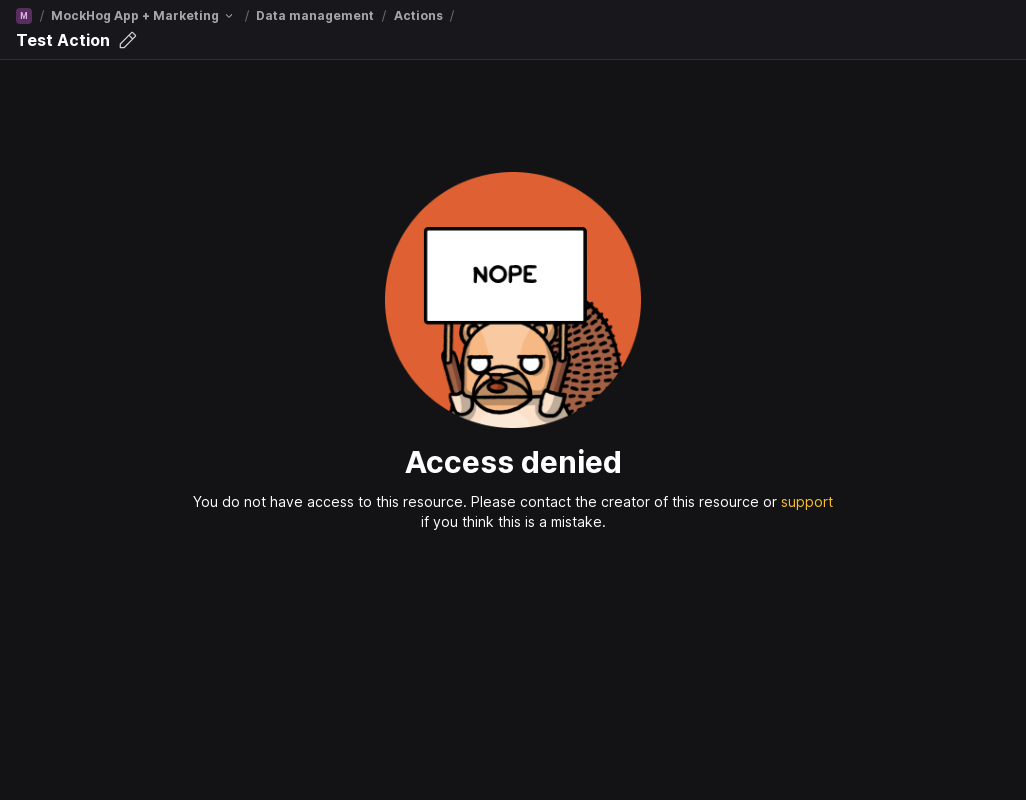 M / MockHog App + Marketing / Data management / Actions /
Test Action
NOPE
Access denied
You do not have access to this resource. Please contact the creator of this resource or support
if you think this is a mistake.